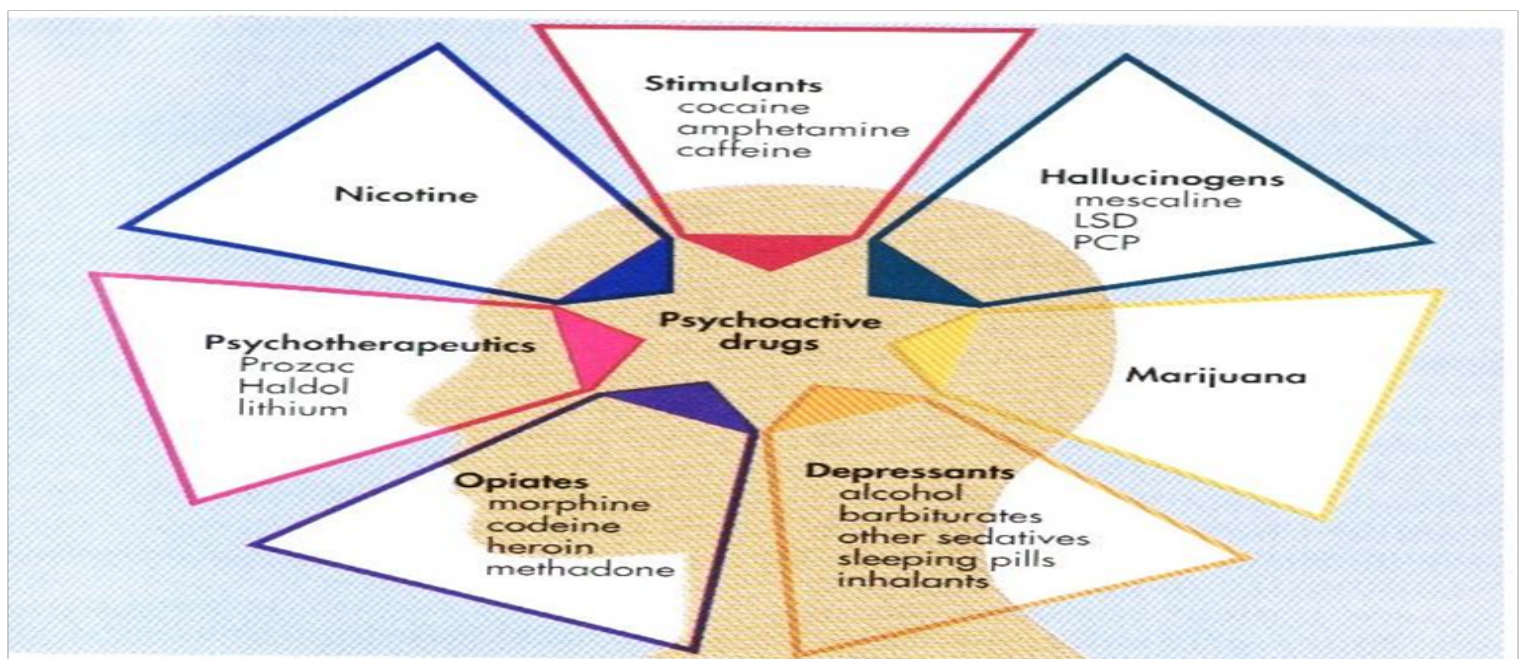 Stimulants
cocaine
amphetamine
caffeine
Nicotine
Hallucinogens
mescaline
LSD
PCP
Psychoactive
drugs
Psychotherapeutics
Prozac
Haldol
lithium
Marijuana
Opiates
morphine
codeine
heroin
methadone
Depressants
alcohol
barbiturates
other sedatives
sleeping pills
inhalants